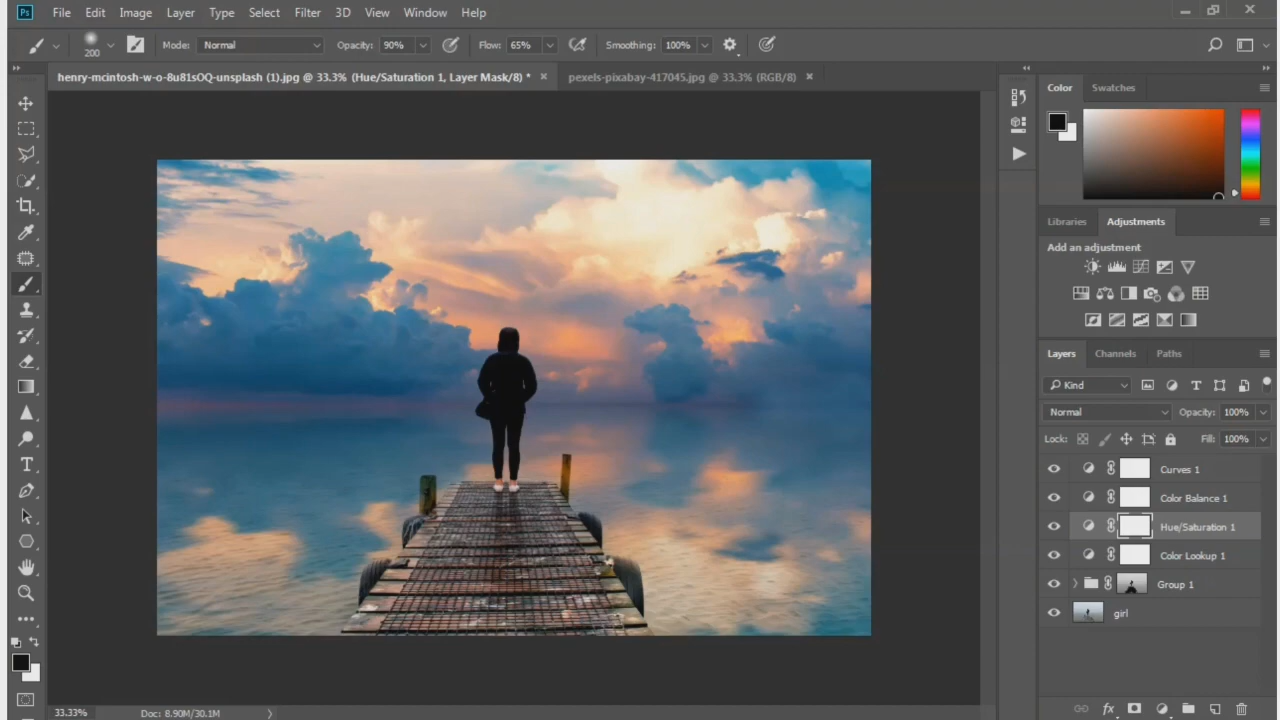 Ps File Edit Image Layer Type Select Filter 3D View Window Help
200 Mode: Normal Opacity: 90% Flow: 65% Smoothing: 100%
henry-mcintosh-w-o-8u81sOQ-unsplash (1).jpg @ 33.3% (Hue/Saturation 1, Layer Mask/8) * × pexels-pixabay-417045.jpg @ 33.3% (RGB/8) ×
Color Swatches
Libraries Adjustments
Add an adjustment
Layers Channels Paths
Kind
Normal Opacity: 100%
Lock: Fill: 100%
Curves 1
Color Balance 1
Hue/Saturation 1
Color Lookup 1
Group 1
girl
33.33% Doc: 8.90M/30.1M
fx